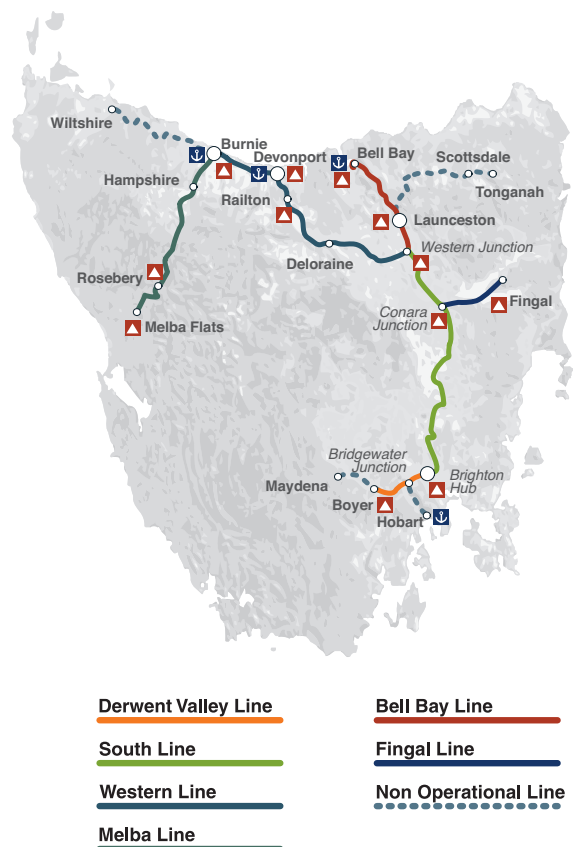 Wiltshire
Burnie
Devonport
Bell Bay
Scottsdale
Hampshire
Railton
Tonganah
Launceston
Western Junction
Deloraine
Rosebery
Fingal
Conara
Junction
Melba Flats
Bridgewater
Junction
Brighton
Hub
Maydena
Boyer
Hobart
Derwent Valley Line
Bell Bay Line
South Line
Fingal Line
Western Line
Non Operational Line
Melba Line